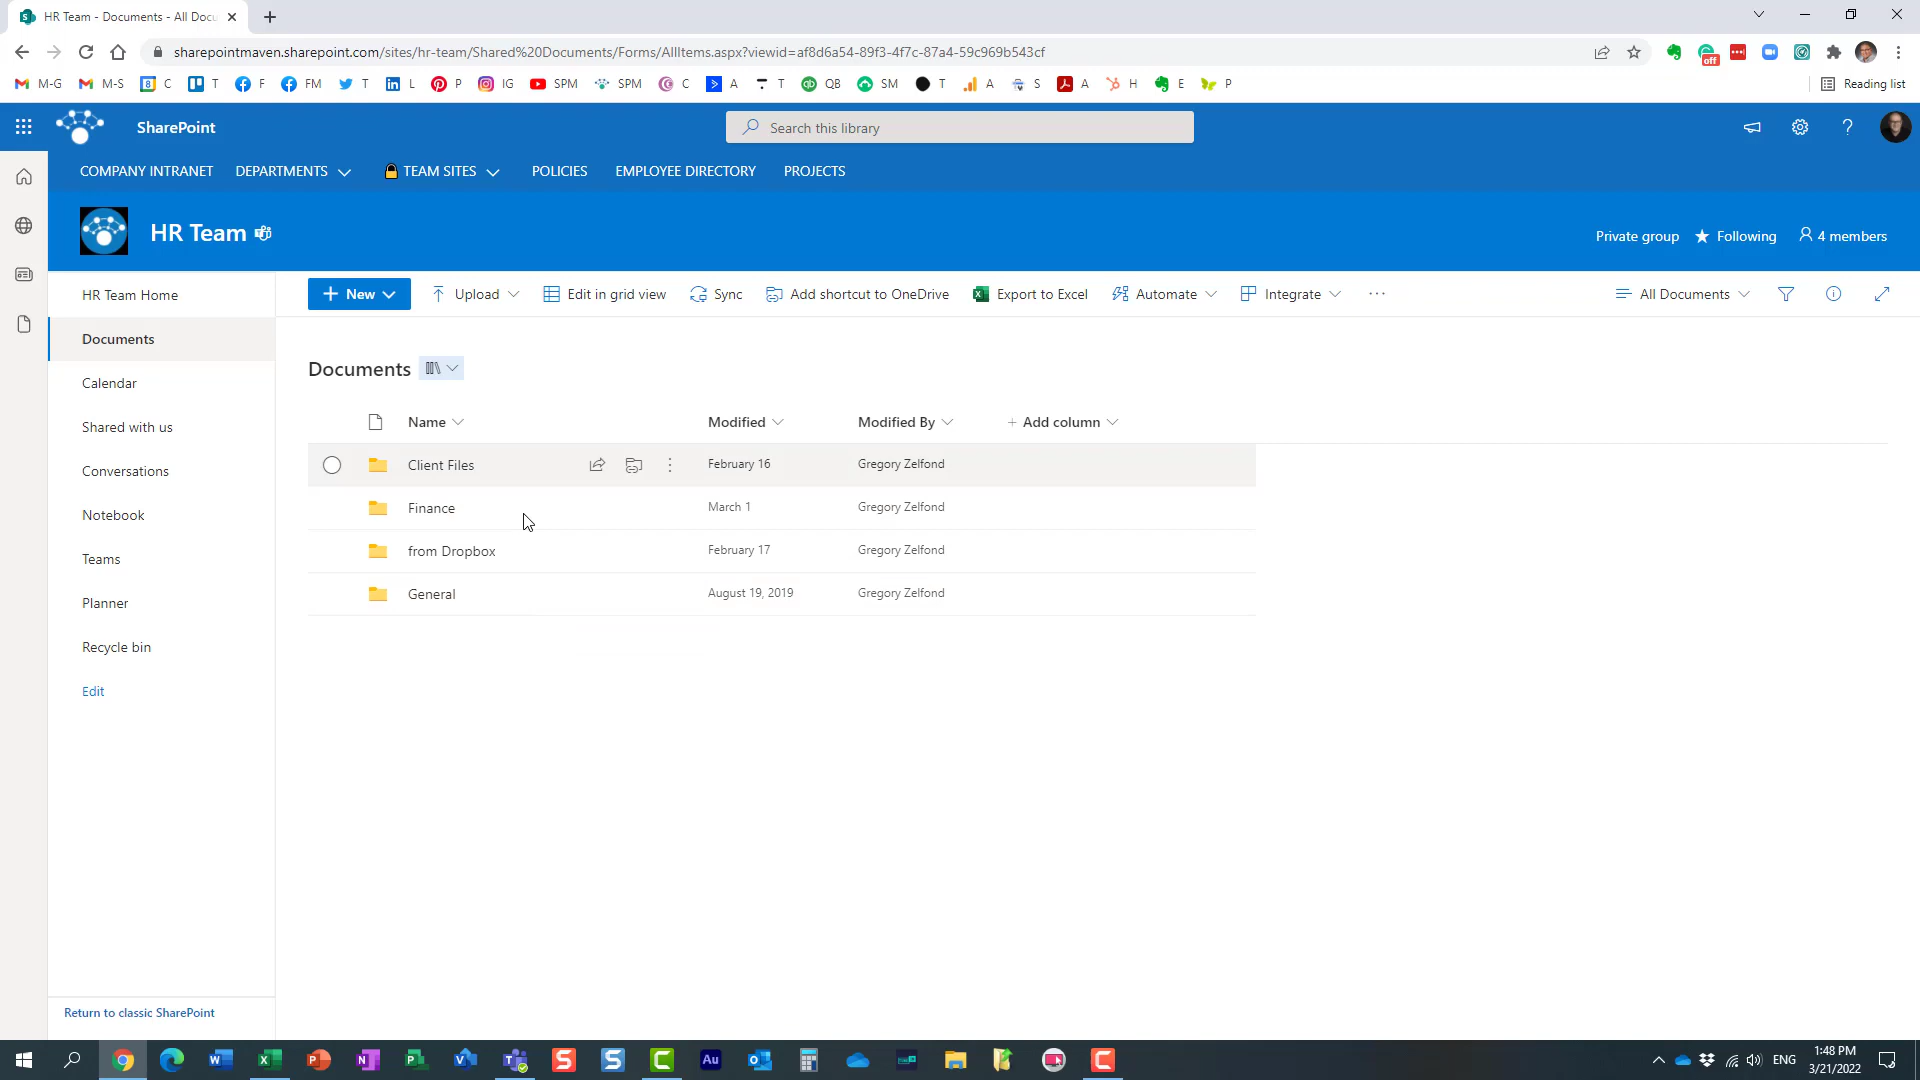 HR Team - Documents - All Docu
sharepointmaven.sharepoint.com/sites/hr-team/Shared%20Documents/Forms/AllItems.aspx?viewid=af8d6a54-89f3-4f7c-87a4-59c969b543cf
off
M-G M-S 8 C T F FM T L P IG SPM SPM C A T QB SM T A S A H E P Reading list
SharePoint Search this library
COMPANY INTRANET DEPARTMENTS TEAM SITES POLICIES EMPLOYEE DIRECTORY PROJECTS
HR Team Private group Following 4 members
HR Team Home
Documents
Calendar
Shared with us
Conversations
Notebook
Teams
Planner
Recycle bin
Edit
Return to classic SharePoint
New Upload Edit in grid view Sync Add shortcut to OneDrive Export to Excel Automate Integrate All Documents
Documents
Name Modified Modified By Add column
Client Files February 16 Gregory Zelfond
Finance March 1 Gregory Zelfond
from Dropbox February 17 Gregory Zelfond
General August 19, 2019 Gregory Zelfond
ENG 1:48 PM
3/21/2022